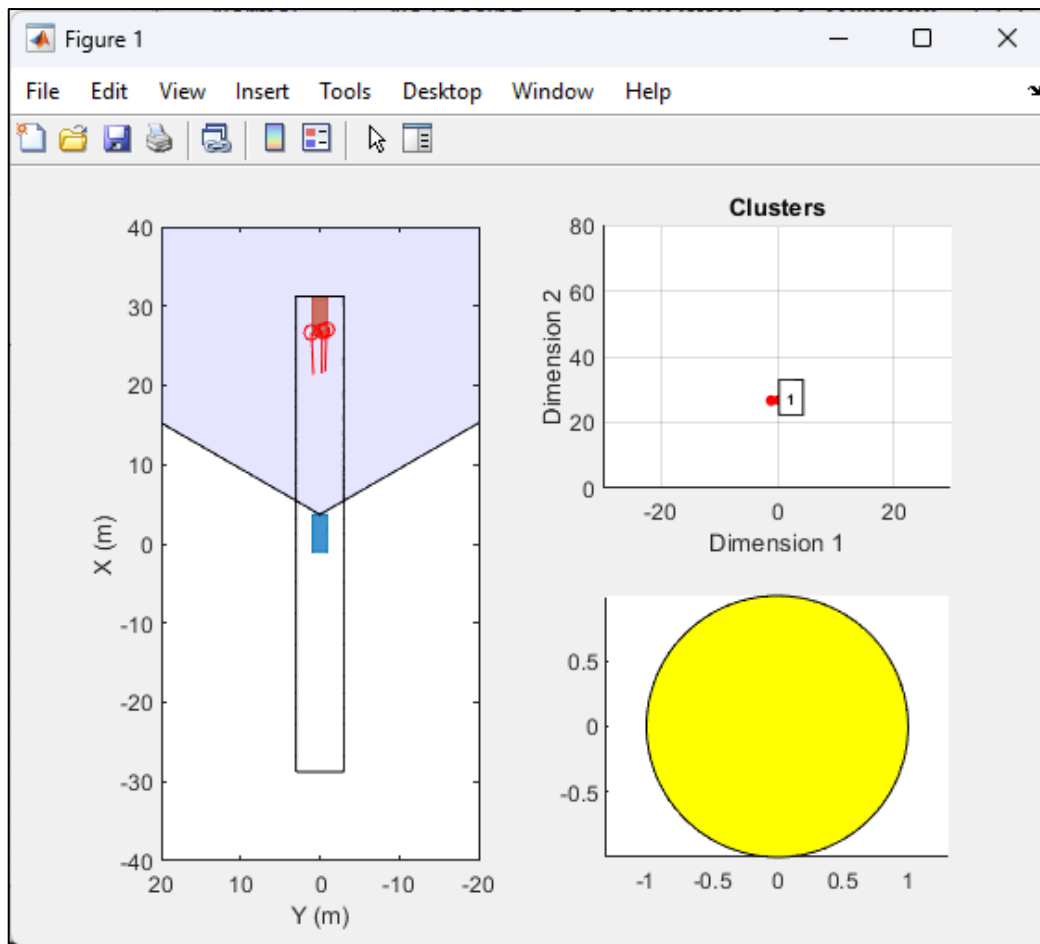 Figure 1
File Edit View Insert Tools Desktop Window Help
40
30
20
10
0
-10
-20
-30
-40
X (m)
20 10 0 -10 -20
Y (m)
Clusters
80
60
40
20
0
Dimension 2
1
-20 0 20
Dimension 1
0.5
0
-0.5
-1 -0.5 0 0.5 1